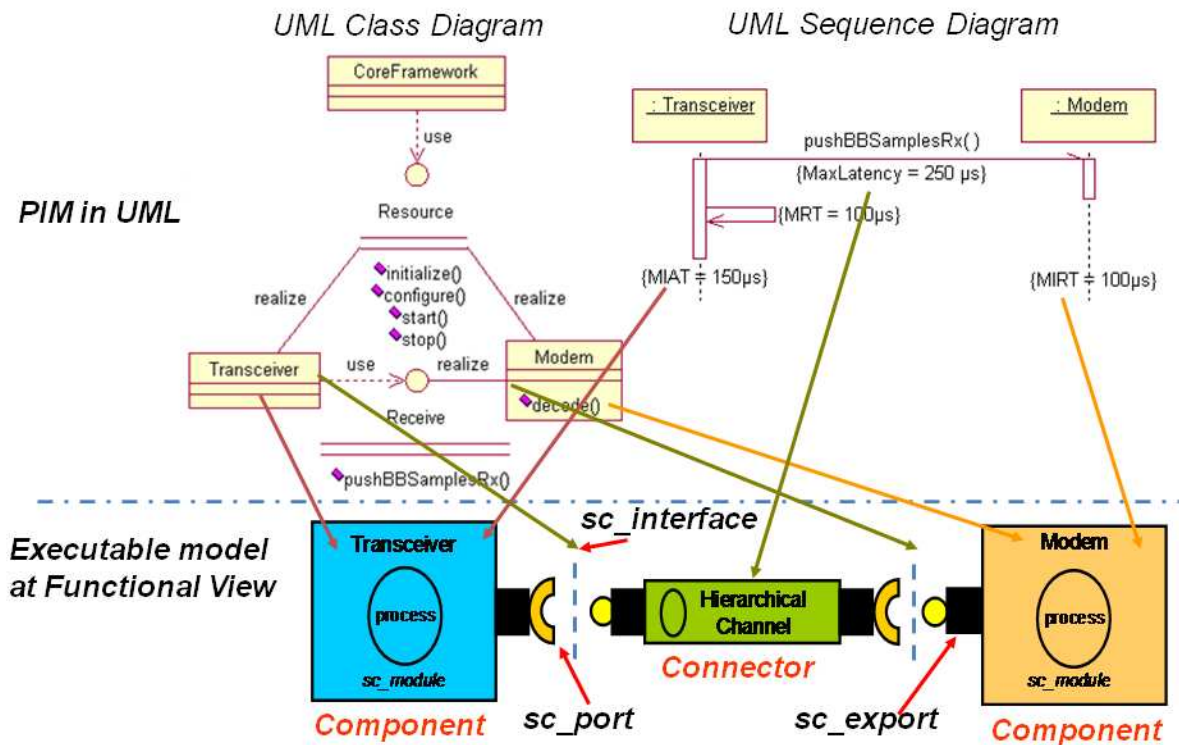 UML Class Diagram
UML Sequence Diagram
CoreFramework
use
: Transceiver
: Modem
pushBBSamplesRx( )
{MaxLatency = 250 µs}
{MRT = 100µs}
{MIAT = 150µs}
{MIRT = 100µs}
PIM in UML
Resource
initialize()
configure()
start()
stop()
realize
realize
Transceiver
use
realize
Modem
decode()
Receive
pushBBSamplesRx()
Executable model
at Functional View
Transceiver
process
sc_module
Component
sc_port
sc_interface
Hierarchical
Channel
Connector
sc_export
Modem
process
sc_module
Component